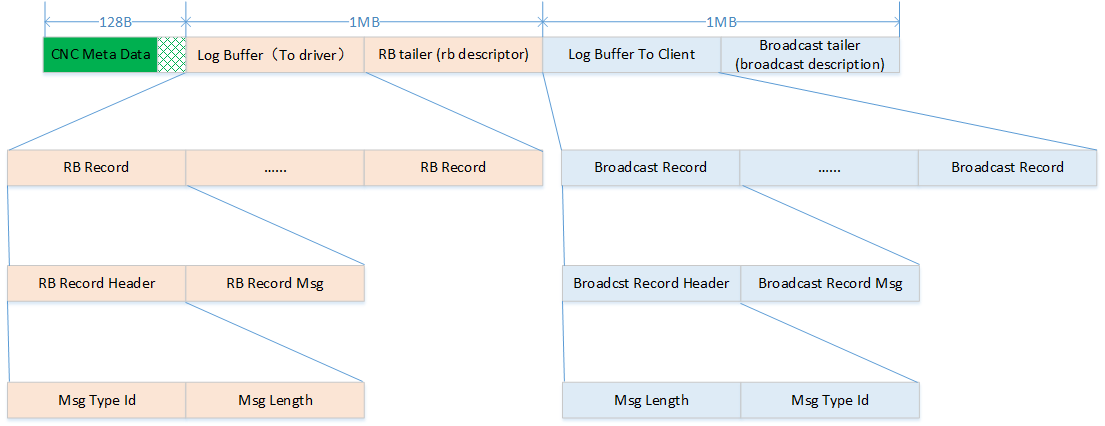 128B
1MB
1MB
CNC Meta Data
Log Buffer（To driver）
RB tailer (rb descriptor)
Log Buffer To Client
Broadcast tailer
(broadcast description)
RB Record
......
RB Record
Broadcast Record
......
Broadcast Record
RB Record Header
RB Record Msg
Broadcst Record Header
Broadcast Record Msg
Msg Type Id
Msg Length
Msg Length
Msg Type Id